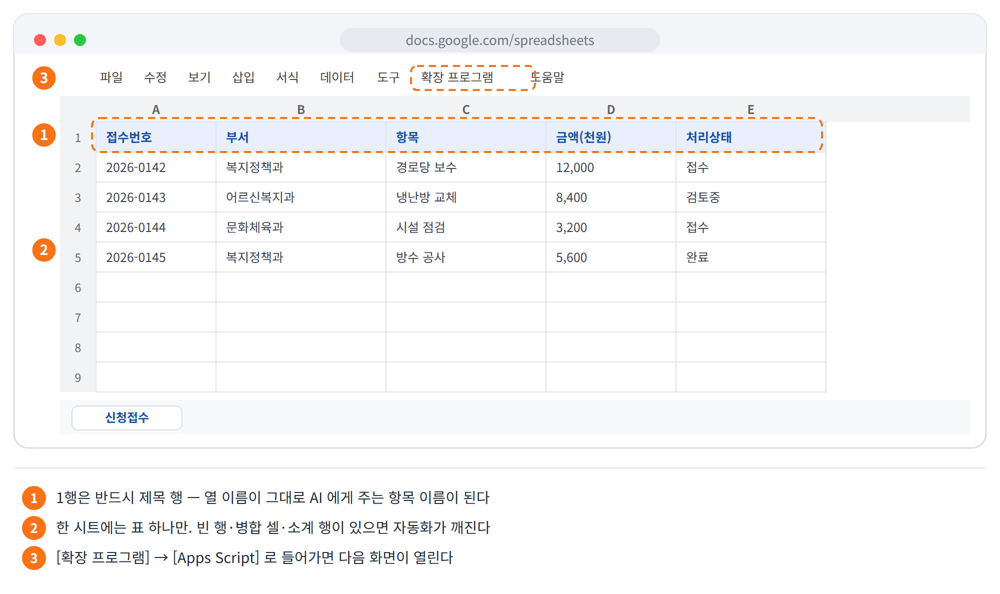 docs.google.com/spreadsheets
3 파일 수정 보기 삽입 서식 데이터 도구 확장 프로그램 도움말
A B C D E
1 1 접수번호 부서 항목 금액(천원) 처리상태
2 2026-0142 복지정책과 경로당 보수 12,000 접수
3 2026-0143 어르신복지과 냉난방 교체 8,400 검토중
4 2026-0144 문화체육과 시설 점검 3,200 접수
2 5 2026-0145 복지정책과 방수 공사 5,600 완료
6
7
8
9
신청접수
1 1행은 반드시 제목 행 — 열 이름이 그대로 AI 에게 주는 항목 이름이 된다
2 한 시트에는 표 하나만. 빈 행·병합 셀·소계 행이 있으면 자동화가 깨진다
3 [확장 프로그램] → [Apps Script] 로 들어가면 다음 화면이 열린다